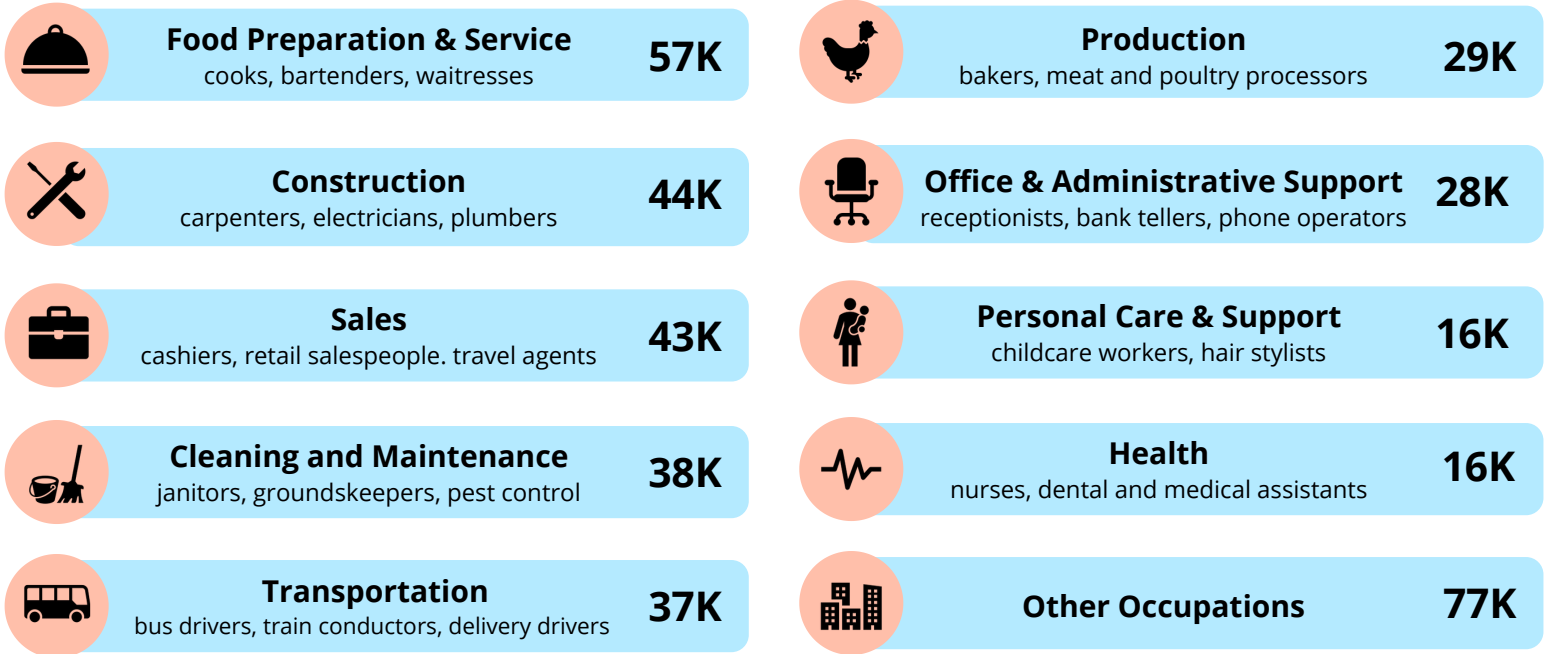 Food Preparation & Service
cooks, bartenders, waitresses
57K
Construction
carpenters, electricians, plumbers
44K
Sales
cashiers, retail salespeople. travel agents
43K
Cleaning and Maintenance
janitors, groundskeepers, pest control
38K
Transportation
bus drivers, train conductors, delivery drivers
37K
Production
bakers, meat and poultry processors
29K
Office & Administrative Support
receptionists, bank tellers, phone operators
28K
Personal Care & Support
childcare workers, hair stylists
16K
Health
nurses, dental and medical assistants
16K
Other Occupations
77K